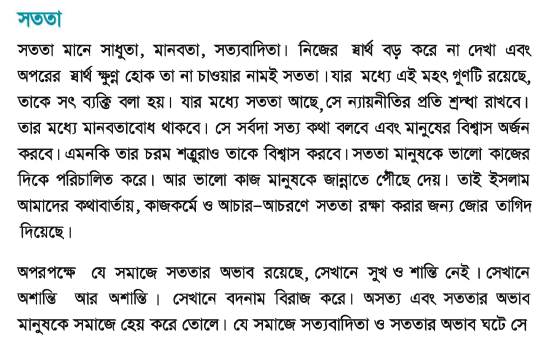 সততা
সততা মানে সাধুতা, মানবতা, সত্যবাদিতা। নিজের স্বার্থ বড় করে না দেখা এবং
অপরের স্বার্থ ক্ষুণ্ন হোক তা না চাওয়ার নামই সততা। যার মধ্যে এই মহৎ গুণটি রয়েছে,
তাকে সৎ ব্যক্তি বলা হয়। যার মধ্যে সততা আছে, সে ন্যায়নীতির প্রতি শ্রদ্ধা রাখবে।
তার মধ্যে মানবতাবোধ থাকবে। সে সর্বদা সত্য কথা বলবে এবং মানুষের বিশ্বাস অর্জন
করবে। এমনকি তার চরম শত্রুরাও তাকে বিশ্বাস করবে। সততা মানুষকে ভালো কাজের
দিকে পরিচালিত করে। আর ভালো কাজ মানুষকে জান্নাতে পৌঁছে দেয়। তাই ইসলাম
আমাদের কথাবার্তায়, কাজকর্মে ও আচার-আচরণে সততা রক্ষা করার জন্য জোর তাগিদ
দিয়েছে।
অপরপক্ষে যে সমাজে সততার অভাব রয়েছে, সেখানে সুখ ও শান্তি নেই। সেখানে
অশান্তি আর অশান্তি। সেখানে বদনাম বিরাজ করে। অসত্য এবং সততার অভাব
মানুষকে সমাজে হেয় করে তোলে। যে সমাজে সত্যবাদিতা ও সততার অভাব ঘটে সে